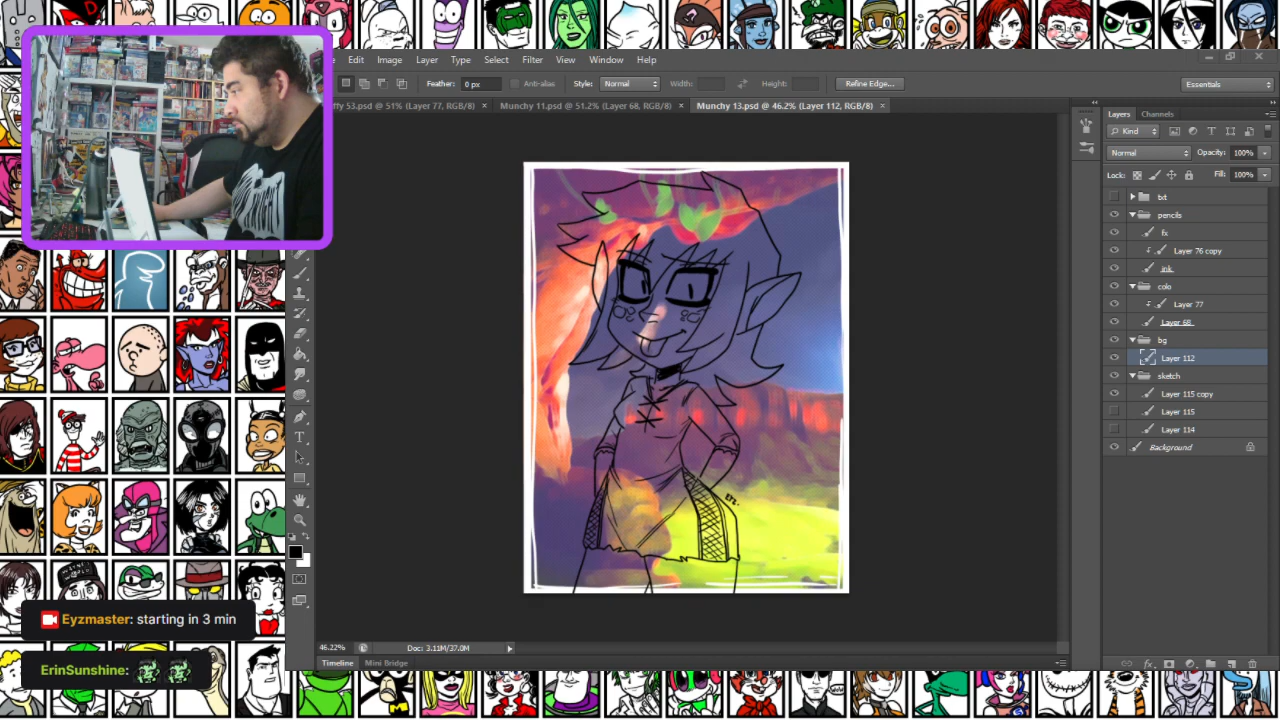 Edit Image Layer Type Select Filter View Window Help
Feather: 0 px Anti-alias Style: Normal Width: Height: Refine Edge... Essentials
ffy 53.psd @ 51% (Layer 77, RGB/8) × Munchy 11.psd @ 51.2% (Layer 68, RGB/8) × Munchy 13.psd @ 46.2% (Layer 112, RGB/8) ×
Layers Channels
Kind
Normal Opacity: 100%
Lock: Fill: 100%
txt
pencils
fx
Layer 76 copy
ink
colo
Layer 77
Layer 68
bg
Layer 112
sketch
Layer 115 copy
Layer 115
Layer 114
Background
EYZ.
Eyzmaster: starting in 3 min
ErinSunshine:
46.22% Doc: 3.11M/37.0M
Timeline Mini Bridge